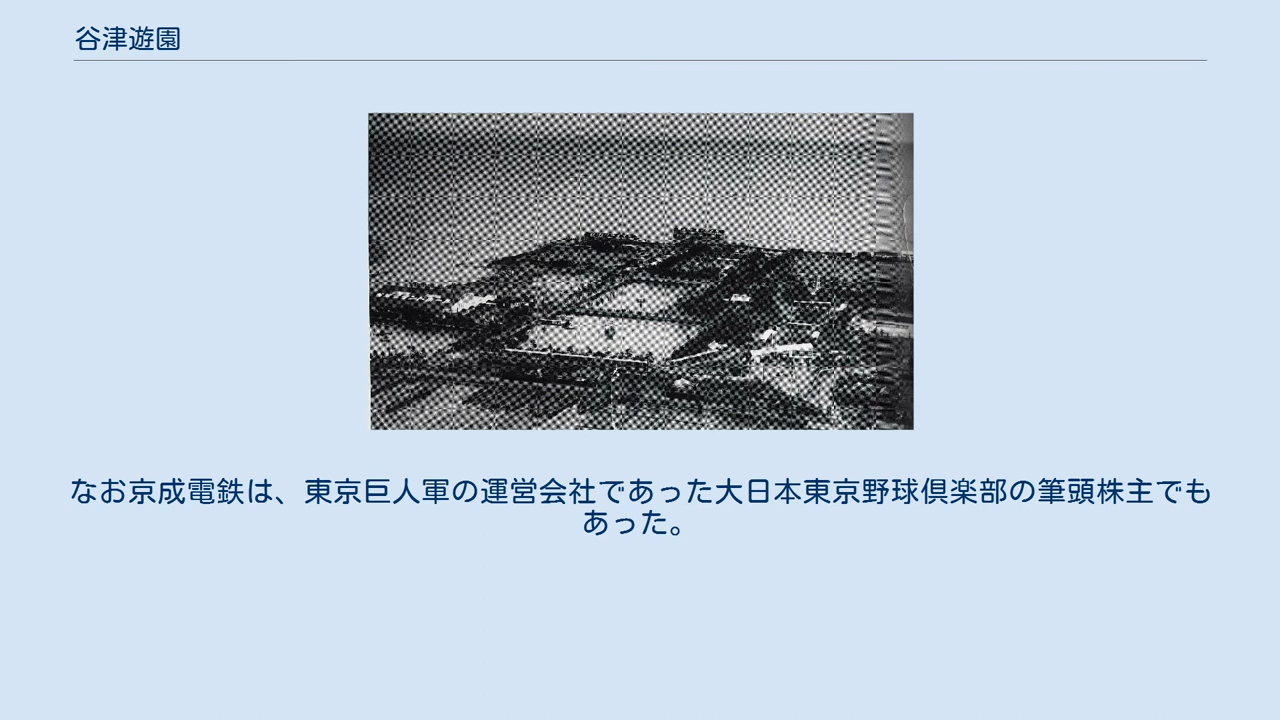 谷津遊園
なお京成電鉄は、東京巨人軍の運営会社であった大日本東京野球倶楽部の筆頭株主でも
あった。